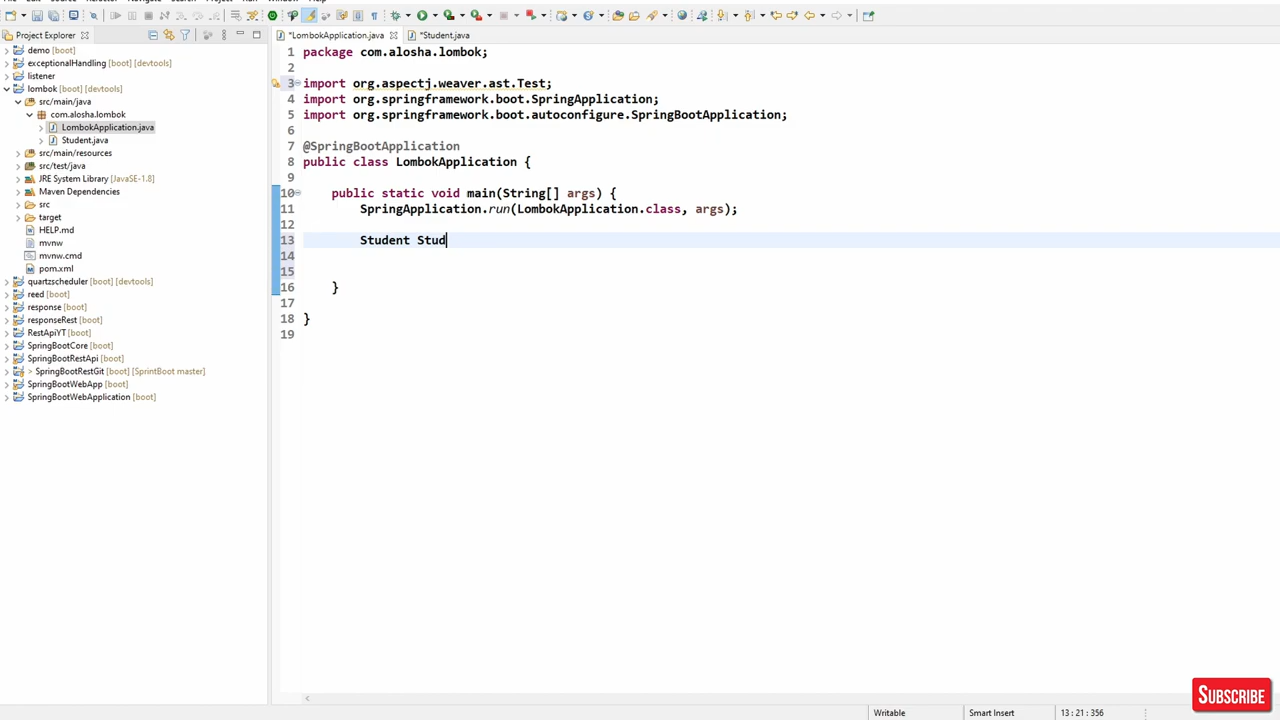 Project Explorer
*LombokApplication.java
*Student.java
demo [boot] [devtools]
exceptionalHandling [boot] [devtools]
listener
lombok [boot] [devtools]
src/main/java
com.alosha.lombok
LombokApplication.java
Student.java
src/main/resources
src/test/java
JRE System Library [JavaSE-1.8]
Maven Dependencies
src
target
HELP.md
mvnw
mvnw.cmd
pom.xml
quartzscheduler [boot] [devtools]
reed [boot]
response [boot]
responseRest [boot]
RestApiYT [boot]
SpringBootCore [boot]
SpringBootRestApi [boot]
> SpringBootRestGit [boot] [SprintBoot master]
SpringBootWebApp [boot]
SpringBootWebApplication [boot]
1 package com.alosha.lombok;
2
3 import org.aspectj.weaver.ast.Test;
4 import org.springframework.boot.SpringApplication;
5 import org.springframework.boot.autoconfigure.SpringBootApplication;
6
7 @SpringBootApplication
8 public class LombokApplication {
9
10 public static void main(String[] args) {
11 SpringApplication.run(LombokApplication.class, args);
12
13 Student Stud
14
15
16 }
17
18 }
19
SUBSCRIBE
Writable
Smart Insert
13 : 21 : 356